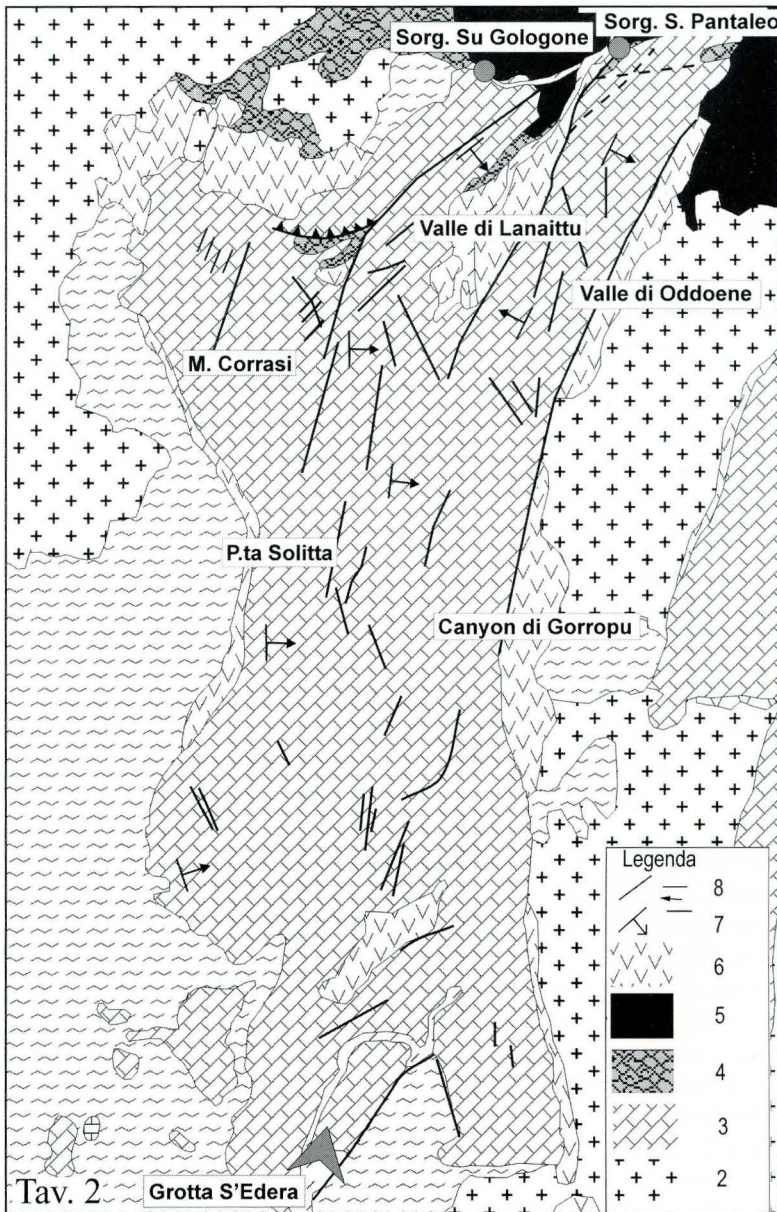 Sorg. Su Gologone
Sorg. S. Pantaleo
Valle di Lanaittu
Valle di Oddoene
M. Corrasi
P.ta Solitta
Canyon di Gorropu
Legenda
8
7
6
5
4
3
2
Tav. 2
Grotta S'Edera